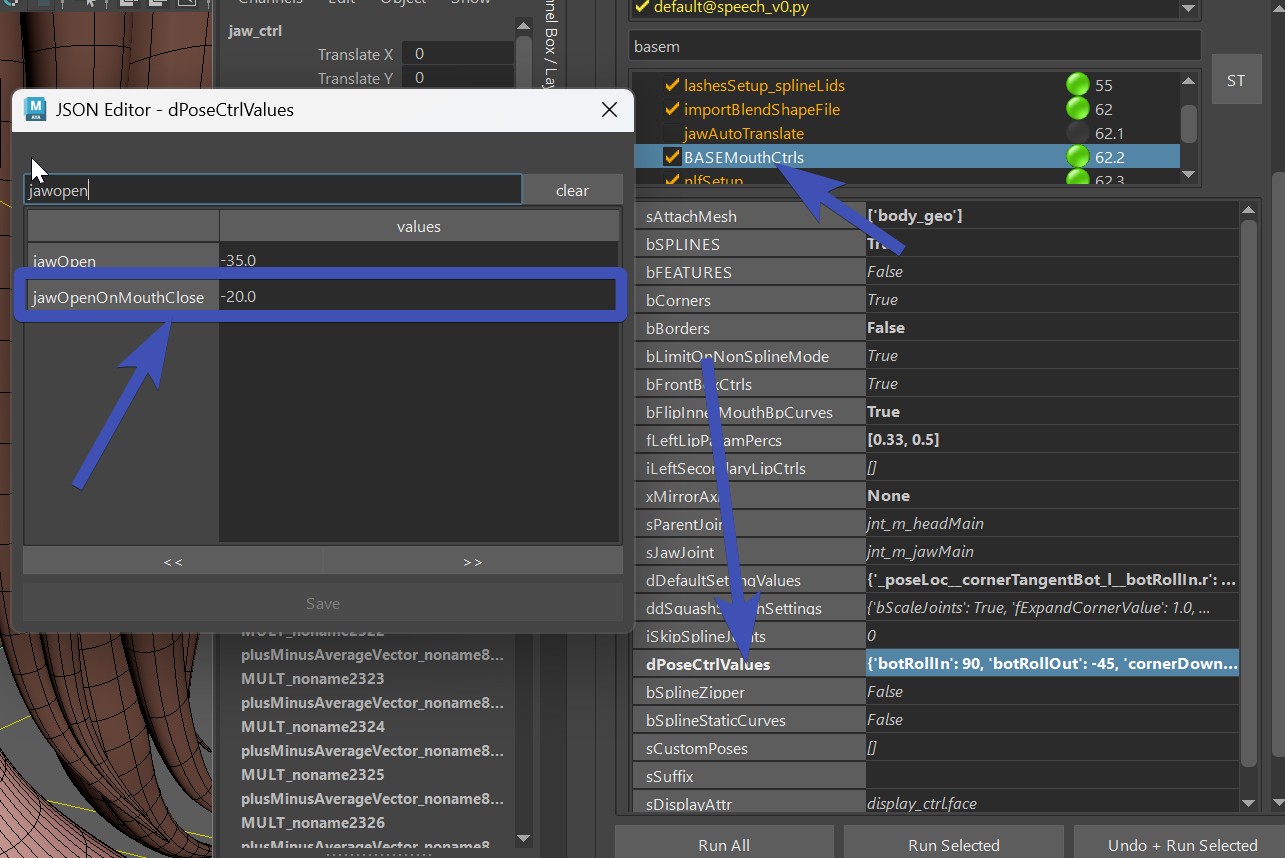 Channels Edit Object Show
jaw_ctrl
Translate X 0
Translate Y 0
nnel Box / Lay
default@speech_v0.py
basem
lashesSetup_splineLids 55
importBlendShapeFile 62
jawAutoTranslate 62.1
BASEMouthCtrls 62.2
nlfSetup 62.3
ST
JSON Editor - dPoseCtrlValues
jawopen clear
values
jawOpen -35.0
jawOpenOnMouthClose -20.0
<< >>
Save
sAttachMesh ['body_geo']
bSPLINES True
bFEATURES False
bCorners True
bBorders False
bLimitOnNonSplineMode True
bFrontBoxCtrls True
bFlipInnerMouthBpCurves True
fLeftLipParamPercs [0.33, 0.5]
iLeftSecondaryLipCtrls []
xMirrorAxis None
sParentJoint jnt_m_headMain
sJawJoint jnt_m_jawMain
dDefaultSettingValues {'_poseLoc__cornerTangentBot_l__botRollIn.r': ...
ddSquashStretchSettings {'bScaleJoints': True, 'fExpandCornerValue': 1.0, ...
iSkipSplineJoints 0
dPoseCtrlValues {'botRollIn': 90, 'botRollOut': -45, 'cornerDown...
bSplineZipper False
bSplineStaticCurves False
sCustomPoses []
sSuffix
sDisplayAttr display_ctrl.face
MULT_noname2322
plusMinusAverageVector_noname8...
MULT_noname2323
plusMinusAverageVector_noname8...
MULT_noname2324
plusMinusAverageVector_noname8...
MULT_noname2325
plusMinusAverageVector_noname8...
MULT_noname2326
plusMinusAverageVector_noname8...
Run All Run Selected Undo + Run Selected